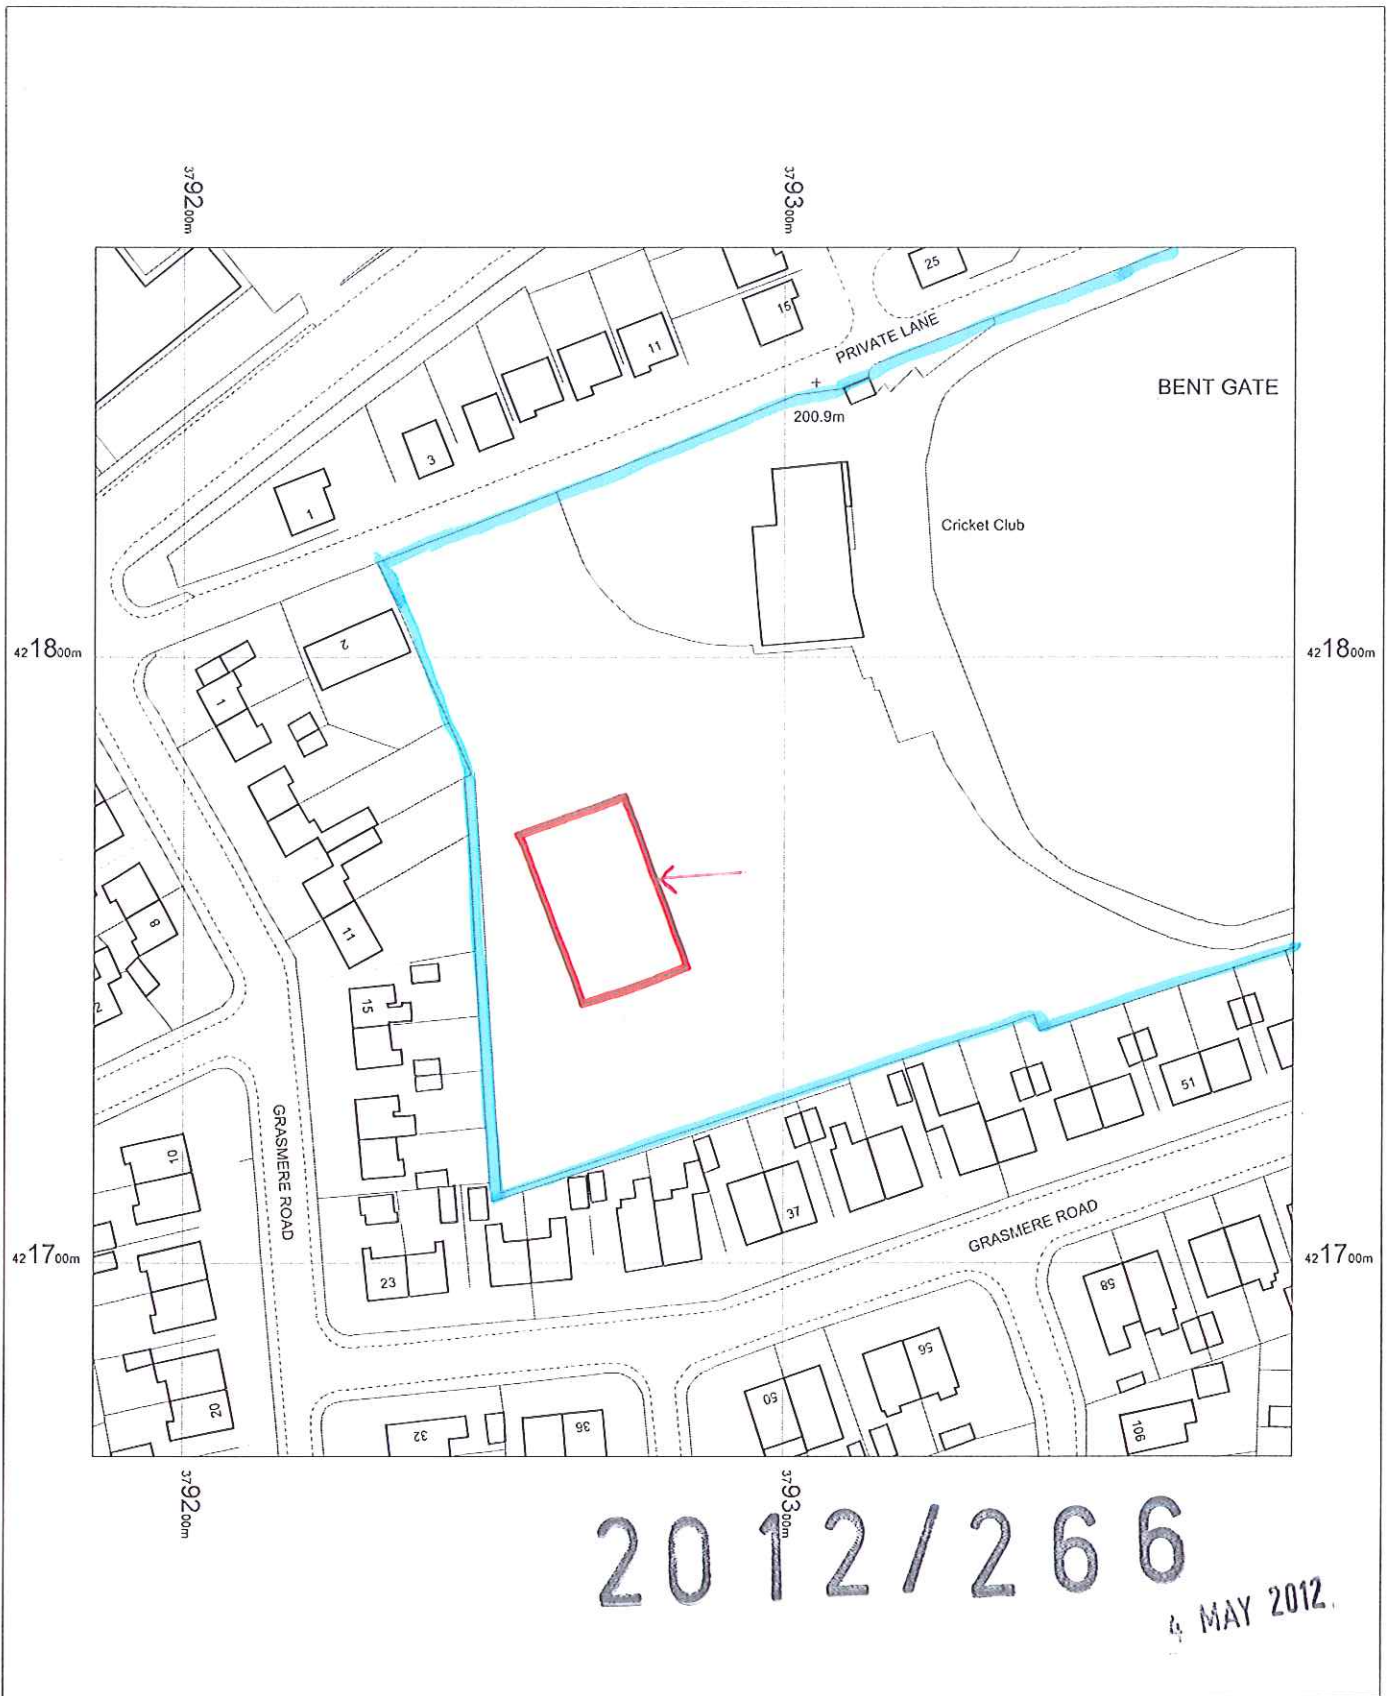 3792 00m
3793 00m
25
15
11
PRIVATE LANE
BENT GATE
200.9m
3
1
Cricket Club
2
4218 00m
4218 00m
1
8
11
2
15
51
GRASMERE ROAD
10
37
GRASMERE ROAD
4217 00m
4217 00m
23
58
56
50
20
32
36
106
3792 00m
3793 00m
2012/266
4 MAY 2012.